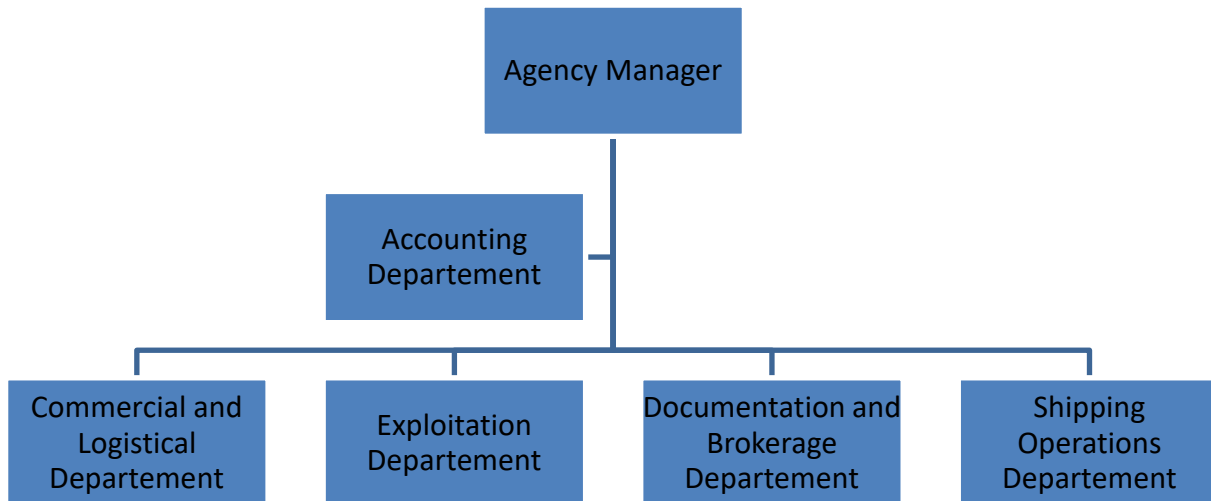 Agency Manager
Accounting
Departement
Commercial and
Logistical
Departement
Exploitation
Departement
Documentation and
Brokerage
Departement
Shipping
Operations
Departement